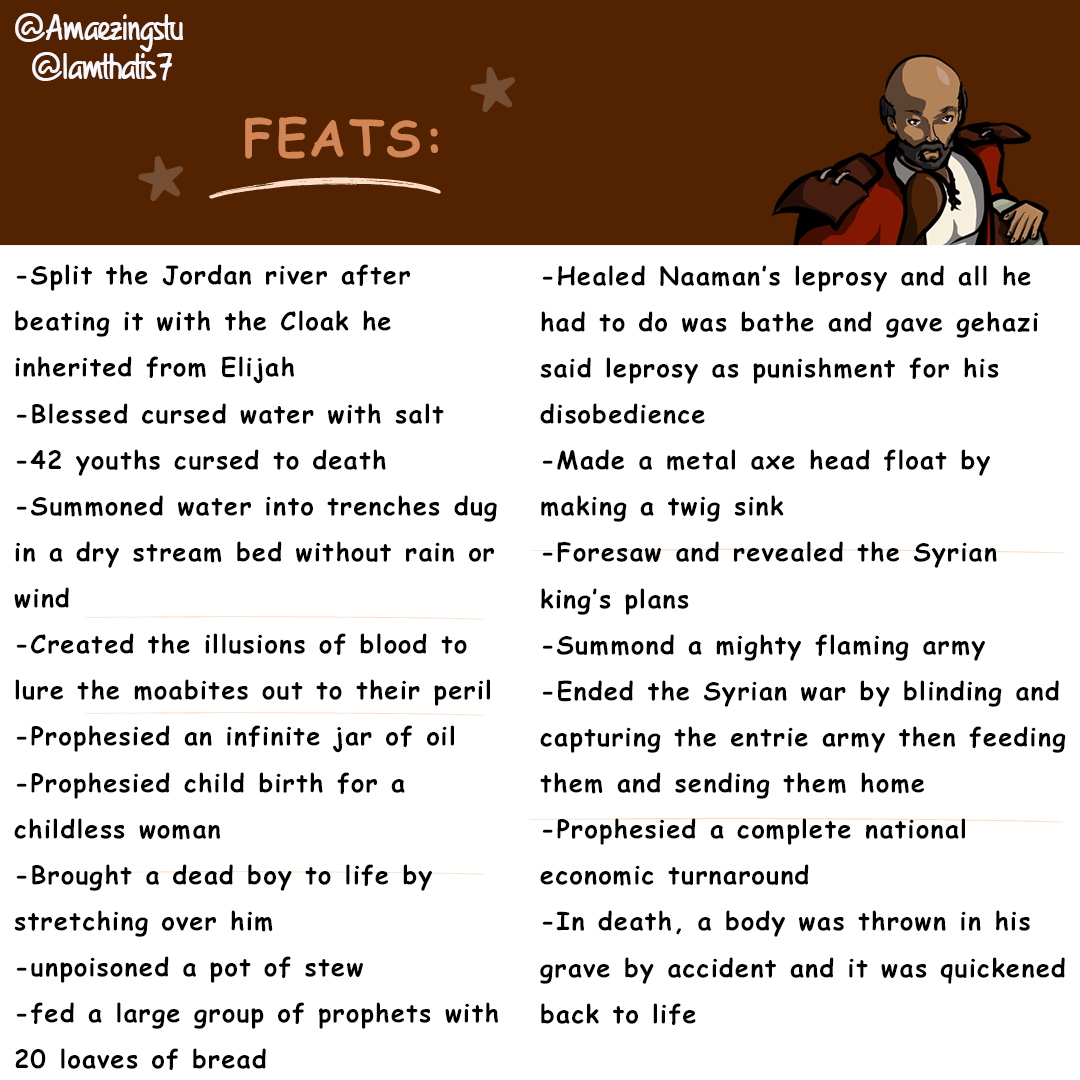 @Amaezingstu
@Iamthatis7
FEATS:
-Split the Jordan river after
beating it with the Cloak he
inherited from Elijah
-Blessed cursed water with salt
-42 youths cursed to death
-Summoned water into trenches dug
in a dry stream bed without rain or
wind
-Created the illusions of blood to
lure the moabites out to their peril
-Prophesied an infinite jar of oil
-Prophesied child birth for a
childless woman
-Brought a dead boy to life by
stretching over him
-unpoisoned a pot of stew
-fed a large group of prophets with
20 loaves of bread
-Healed Naaman's leprosy and all he
had to do was bathe and gave gehazi
said leprosy as punishment for his
disobedience
-Made a metal axe head float by
making a twig sink
-Foresaw and revealed the Syrian
king's plans
-Summond a mighty flaming army
-Ended the Syrian war by blinding and
capturing the entrie army then feeding
them and sending them home
-Prophesied a complete national
economic turnaround
-In death, a body was thrown in his
grave by accident and it was quickened
back to life